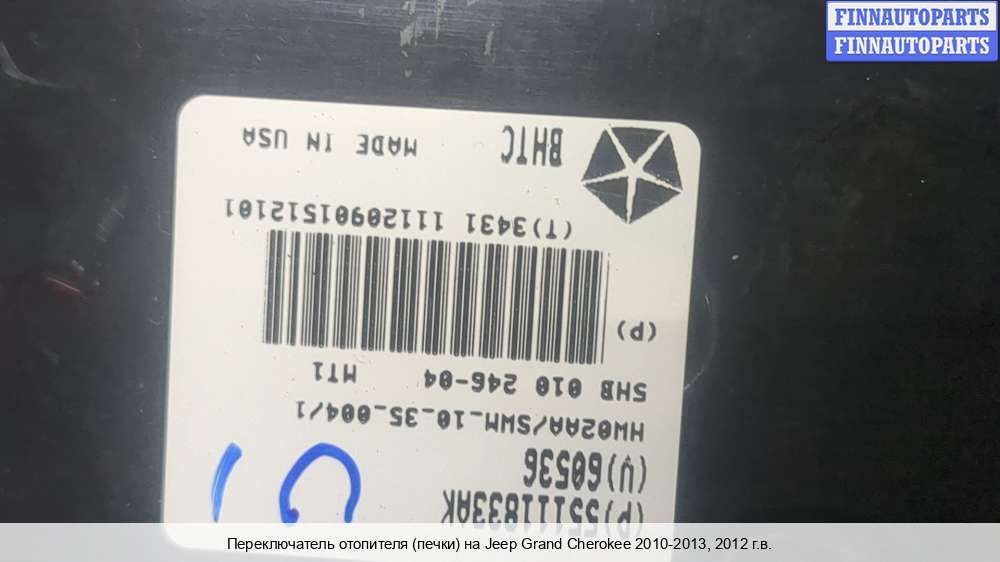 FINNAUTOPARTS
FINNAUTOPARTS
(P)55111833AK
(V)60536
HW02AA/SWM_10_35_004/1
5HB 010 246-04 MT1
(P)
(T)3431 11120901512101
BHTC MADE IN USA
Переключатель отопителя (печки) на Jeep Grand Cherokee 2010-2013, 2012 г.в.